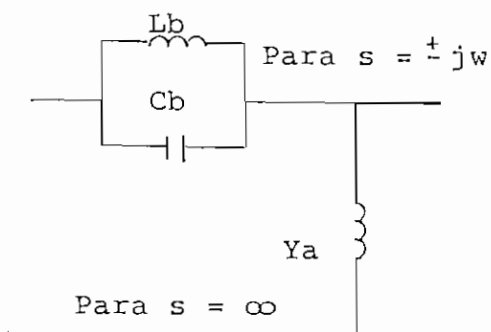 Lb
Para s = ± jw
Cb
Ya
Para s = ∞